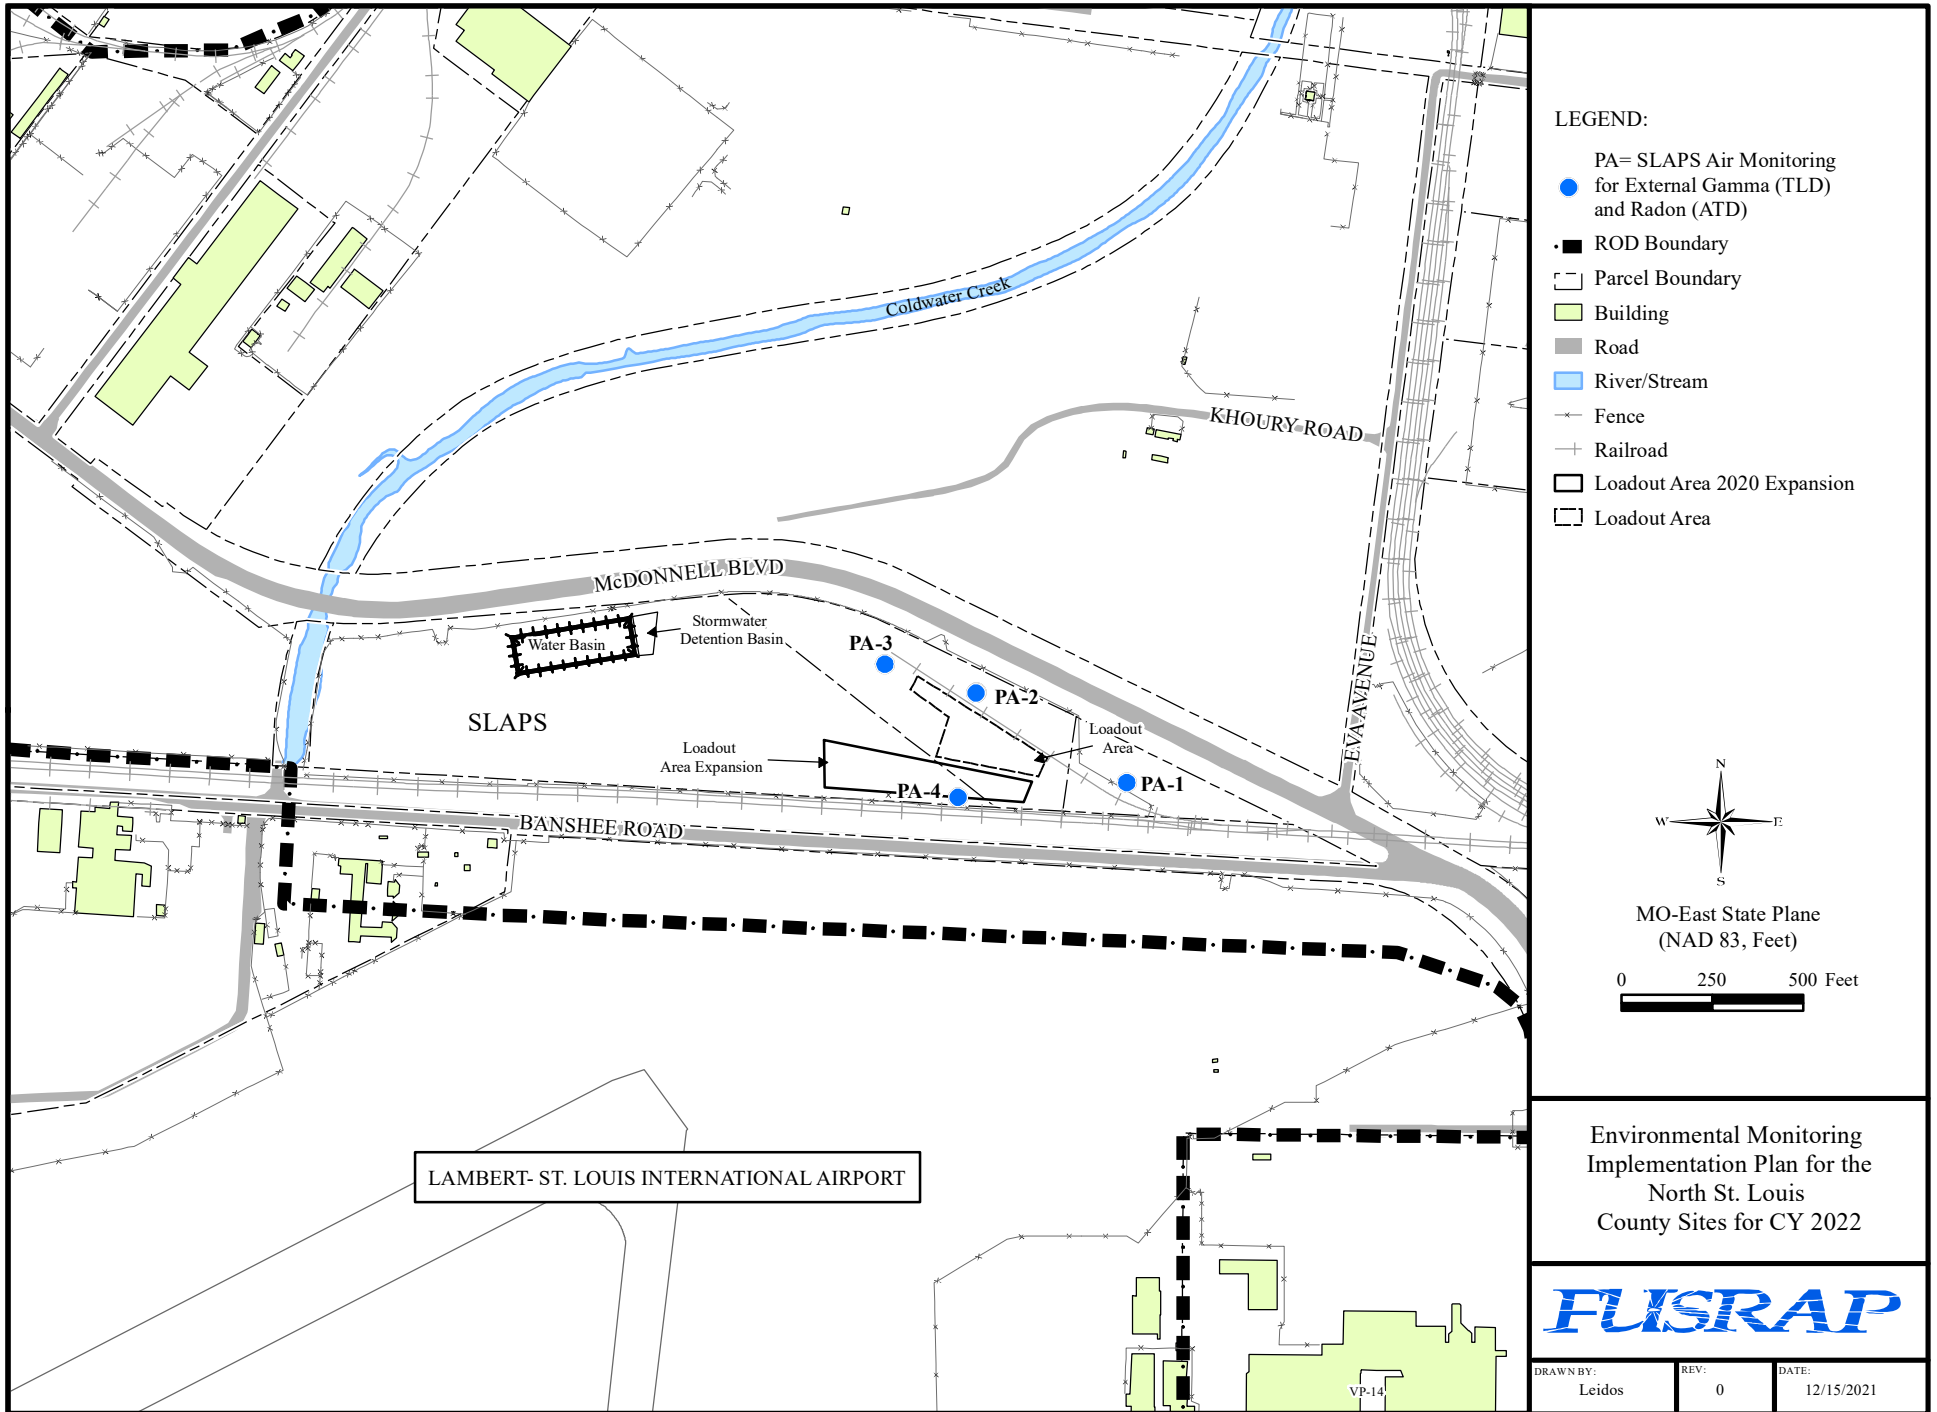 Coldwater Creek
KHOURY ROAD
McDONNELL BLVD
Stormwater
Detention Basin
Water Basin
PA-3
PA-2
EVA AVENUE
SLAPS
Loadout
Area
Loadout
Area Expansion
PA-1
PA-4
BANSHEE ROAD
LAMBERT- ST. LOUIS INTERNATIONAL AIRPORT
VP-14
LEGEND:
PA= SLAPS Air Monitoring
for External Gamma (TLD)
and Radon (ATD)
ROD Boundary
Parcel Boundary
Building
Road
River/Stream
Fence
Railroad
Loadout Area 2020 Expansion
Loadout Area
N
W E
S
MO-East State Plane
(NAD 83, Feet)
0 250 500 Feet
Environmental Monitoring
Implementation Plan for the
North St. Louis
County Sites for CY 2022
FUSRAP
DRAWN BY: REV: DATE:
Leidos 0 12/15/2021